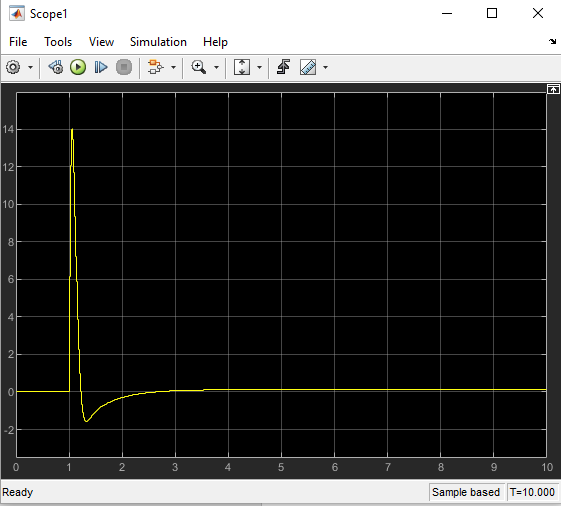 Scope1
File Tools View Simulation Help
14
12
10
8
6
4
2
0
-2
0 1 2 3 4 5 6 7 8 9 10
Ready Sample based T=10.000